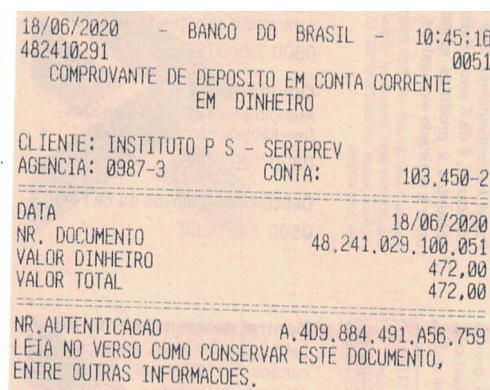 18/06/2020 - BANCO DO BRASIL - 10:45:16
482410291 0051
COMPROVANTE DE DEPOSITO EM CONTA CORRENTE
EM DINHEIRO
CLIENTE: INSTITUTO P S - SERTPREV
AGENCIA: 0987-3 CONTA: 103.450-2
DATA 18/06/2020
NR. DOCUMENTO 48.241.029.100.051
VALOR DINHEIRO 472,00
VALOR TOTAL 472,00
NR.AUTENTICACAO A.4D9.884.491.A56.759
LEIA NO VERSO COMO CONSERVAR ESTE DOCUMENTO,
ENTRE OUTRAS INFORMACOES.